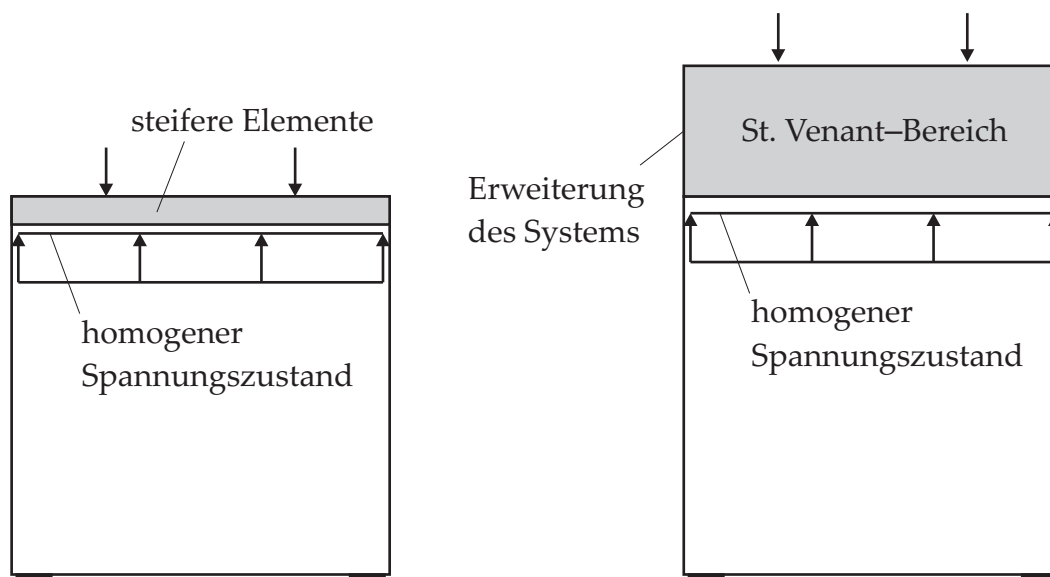 steifere Elemente
homogener
Spannungszustand
St. Venant–Bereich
Erweiterung
des Systems
homogener
Spannungszustand